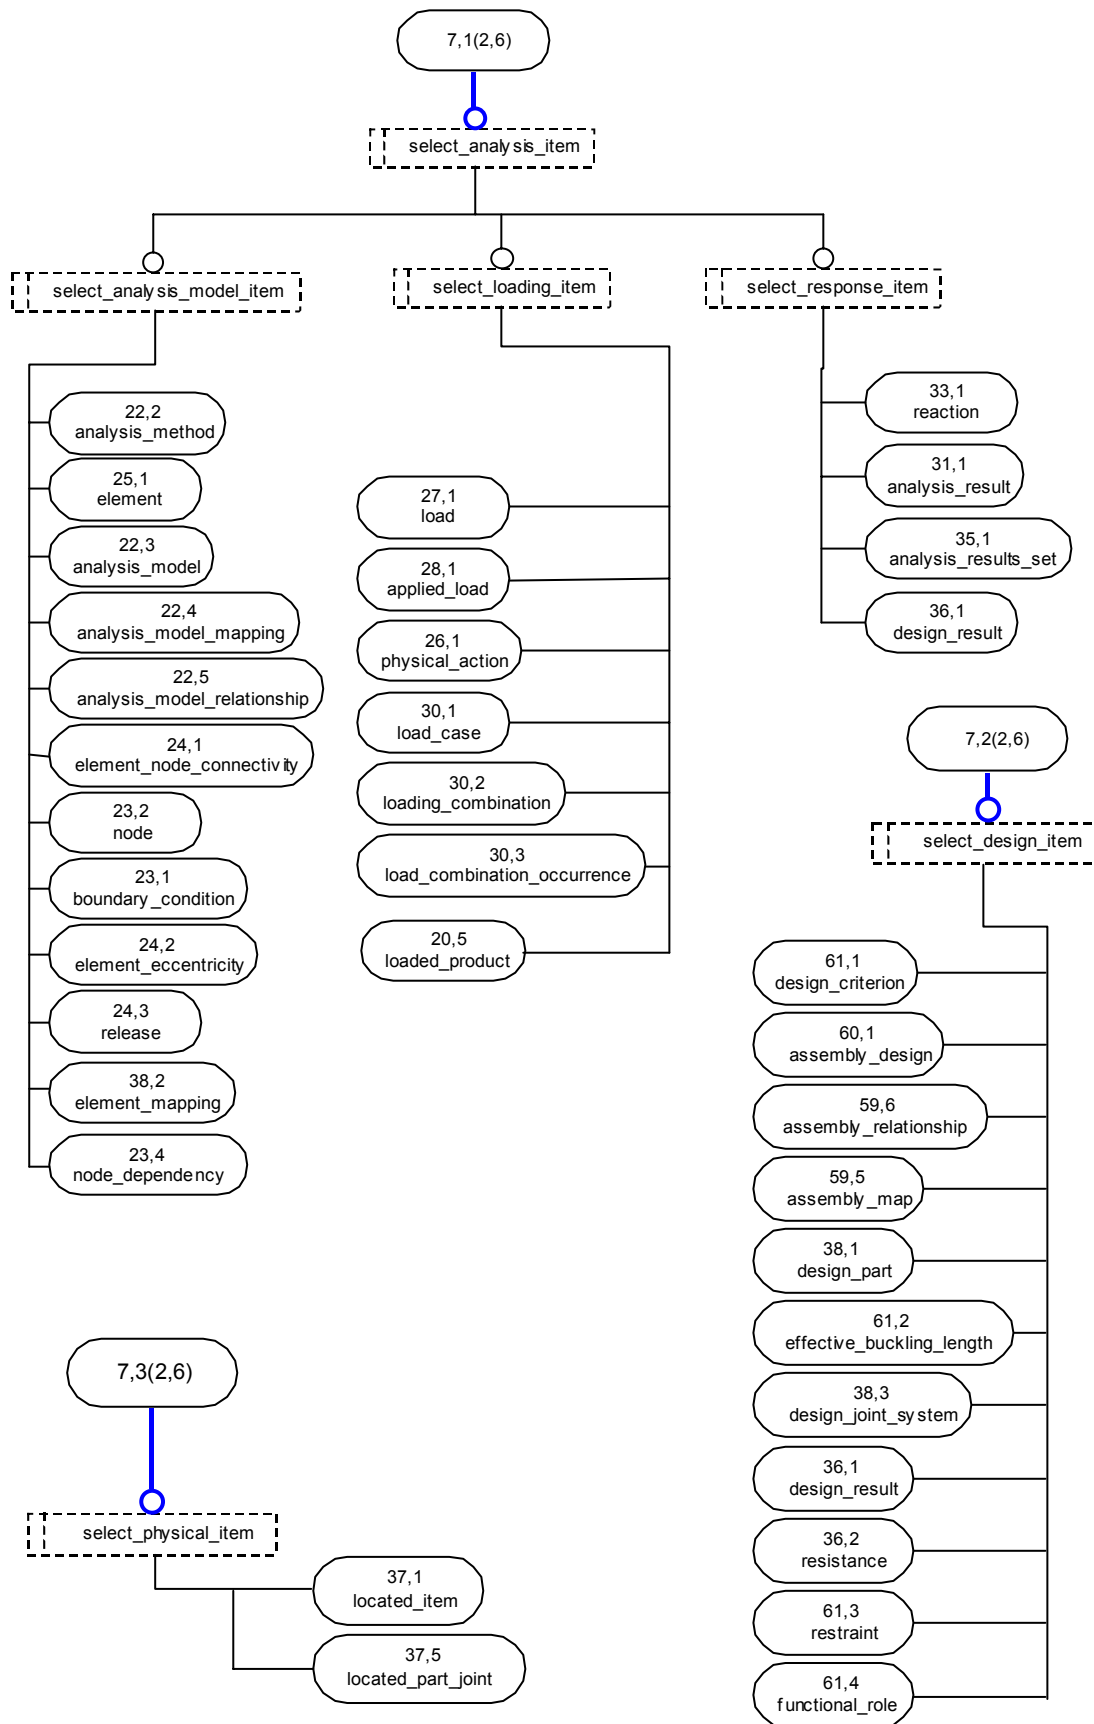 7,1(2,6)
select_analysis_item
select_analysis_model_item
select_loading_item
select_response_item
22,2
analysis_method
25,1
element
22,3
analysis_model
22,4
analysis_model_mapping
22,5
analysis_model_relationship
24,1
element_node_connectivity
23,2
node
23,1
boundary_condition
24,2
element_eccentricity
24,3
release
38,2
element_mapping
23,4
node_dependency
27,1
load
28,1
applied_load
26,1
physical_action
30,1
load_case
30,2
loading_combination
30,3
load_combination_occurrence
20,5
loaded_product
33,1
reaction
31,1
analysis_result
35,1
analysis_results_set
36,1
design_result
7,2(2,6)
select_design_item
61,1
design_criterion
60,1
assembly_design
59,6
assembly_relationship
59,5
assembly_map
38,1
design_part
61,2
effective_buckling_length
38,3
design_joint_system
36,1
design_result
36,2
resistance
61,3
restraint
61,4
functional_role
7,3(2,6)
select_physical_item
37,1
located_item
37,5
located_part_joint